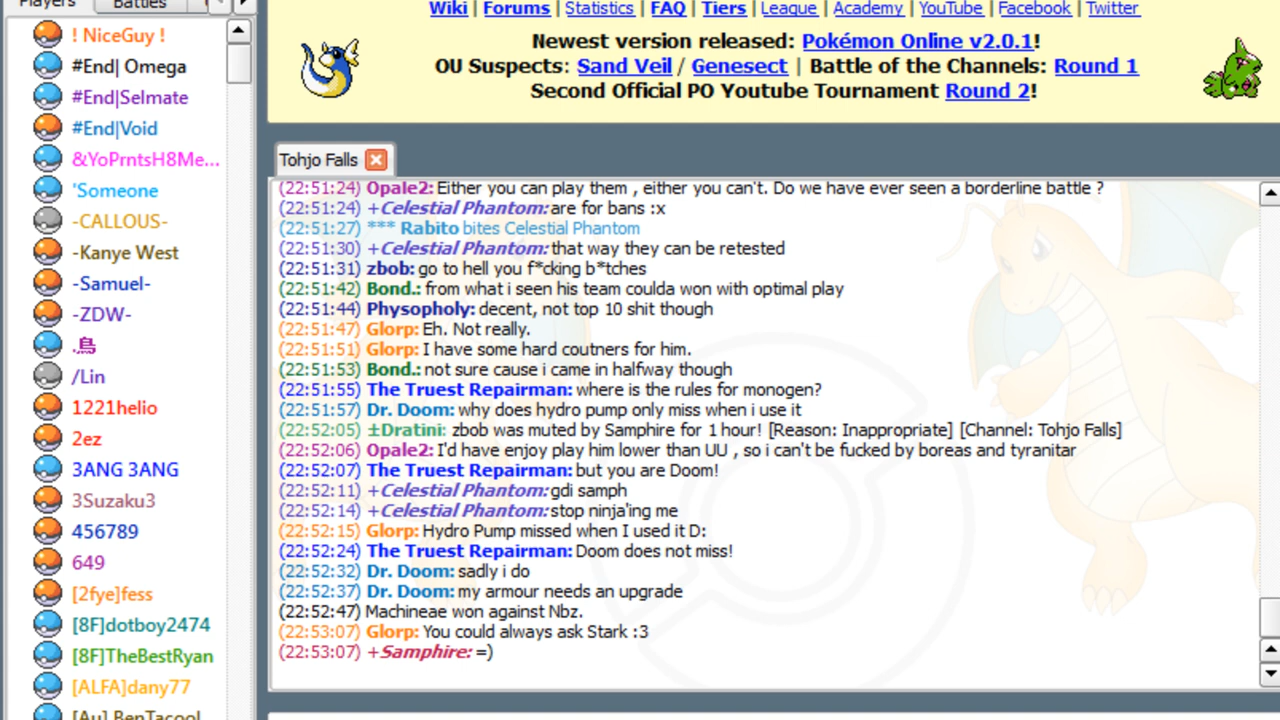 Players
Battles
! NiceGuy !
#End| Omega
#End|Selmate
#End|Void
&YoPrntsH8Me...
'Someone
-CALLOUS-
-Kanye West
-Samuel-
-ZDW-
.鳥
/Lin
1221helio
2ez
3ANG 3ANG
3Suzaku3
456789
649
[2fye]fess
[8F]dotboy2474
[8F]TheBestRyan
[ALFA]dany77
[Au] BenTacool
Wiki | Forums | Statistics | FAQ | Tiers | League | Academy | YouTube | Facebook | Twitter
Newest version released: Pokémon Online v2.0.1!
OU Suspects: Sand Veil / Genesect | Battle of the Channels: Round 1
Second Official PO Youtube Tournament Round 2!
Tohjo Falls
(22:51:24) Opale2: Either you can play them , either you can't. Do we have ever seen a borderline battle ?
(22:51:24) +Celestial Phantom: are for bans :x
(22:51:27) *** Rabito bites Celestial Phantom
(22:51:30) +Celestial Phantom: that way they can be retested
(22:51:31) zbob: go to hell you f*cking b*tches
(22:51:42) Bond.: from what i seen his team coulda won with optimal play
(22:51:44) Physopholy: decent, not top 10 shit though
(22:51:47) Glorp: Eh. Not really.
(22:51:51) Glorp: I have some hard coutners for him.
(22:51:53) Bond.: not sure cause i came in halfway though
(22:51:55) The Truest Repairman: where is the rules for monogen?
(22:51:57) Dr. Doom: why does hydro pump only miss when i use it
(22:52:05) ±Dratini: zbob was muted by Samphire for 1 hour! [Reason: Inappropriate] [Channel: Tohjo Falls]
(22:52:06) Opale2: I'd have enjoy play him lower than UU , so i can't be fucked by boreas and tyranitar
(22:52:07) The Truest Repairman: but you are Doom!
(22:52:11) +Celestial Phantom: gdi samph
(22:52:14) +Celestial Phantom: stop ninja'ing me
(22:52:15) Glorp: Hydro Pump missed when I used it D:
(22:52:24) The Truest Repairman: Doom does not miss!
(22:52:32) Dr. Doom: sadly i do
(22:52:37) Dr. Doom: my armour needs an upgrade
(22:52:47) Machineae won against Nbz.
(22:53:07) Glorp: You could always ask Stark :3
(22:53:07) +Samphire: =)